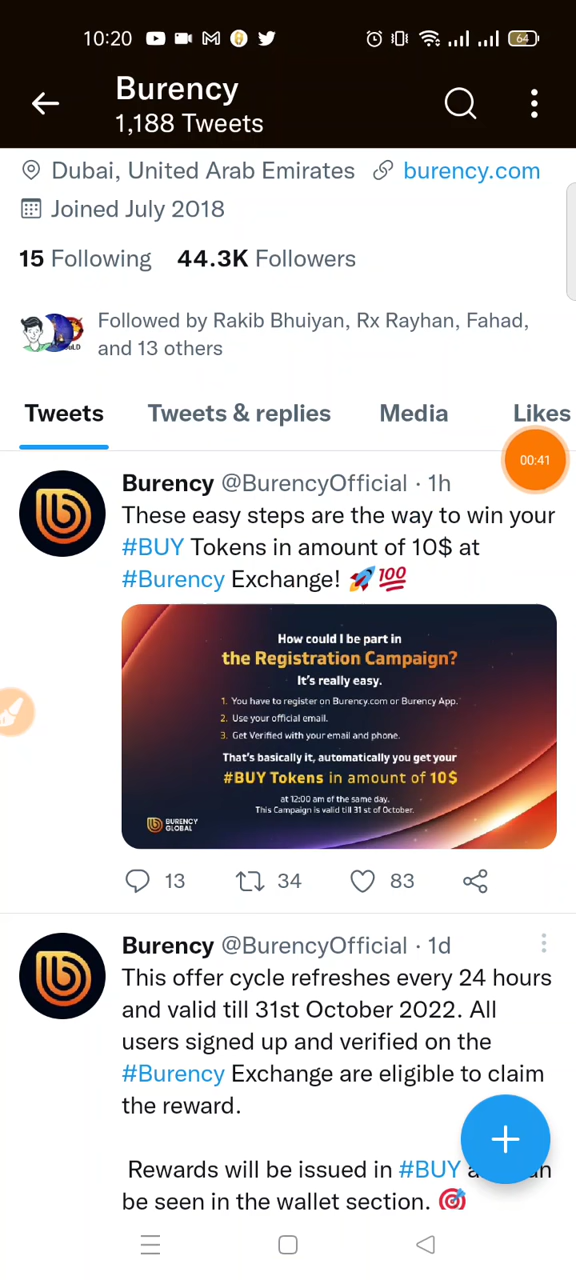 10:20
64
Burency
1,188 Tweets
Dubai, United Arab Emirates burency.com
Joined July 2018
15 Following 44.3K Followers
Followed by Rakib Bhuiyan, Rx Rayhan, Fahad,
and 13 others
Tweets Tweets & replies Media Likes
00:41
Burency @BurencyOfficial · 1h
These easy steps are the way to win your
#BUY Tokens in amount of 10$ at
#Burency Exchange! 🚀💯
How could I be part in
the Registration Campaign?
It's really easy.
1. You have to register on Burency.com or Burency App.
2. Use your official email.
3. Get Verified with your email and phone.
That's basically it, automatically you get your
#BUY Tokens in amount of 10$
at 12:00 am of the same day.
This Campaign is valid till 31 st of October.
BURENCY
GLOBAL
13 34 83
Burency @BurencyOfficial · 1d
This offer cycle refreshes every 24 hours
and valid till 31st October 2022. All
users signed up and verified on the
#Burency Exchange are eligible to claim
the reward.
Rewards will be issued in #BUY
be seen in the wallet section. 🎯